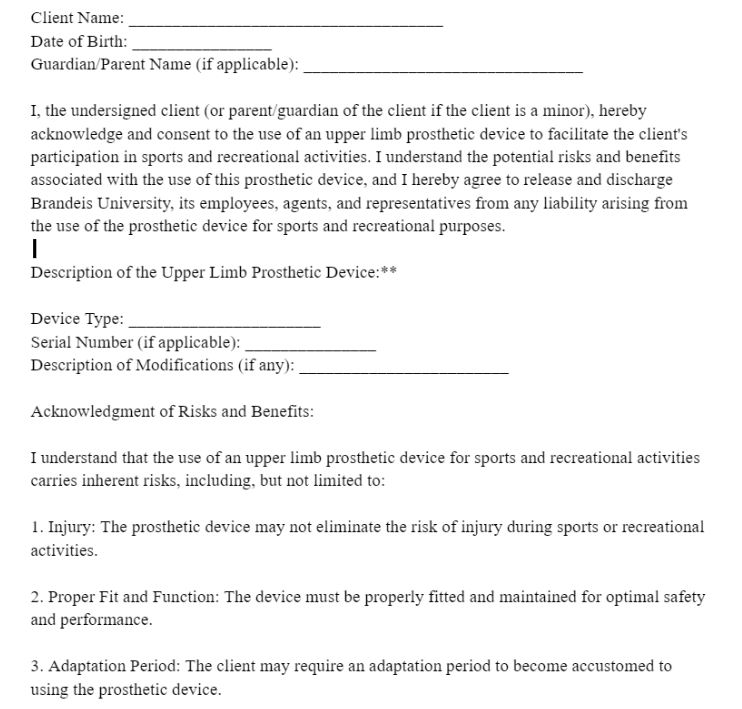 Client Name: ____________________________________
Date of Birth: ________________
Guardian/Parent Name (if applicable): ________________________________
I, the undersigned client (or parent/guardian of the client if the client is a minor), hereby
acknowledge and consent to the use of an upper limb prosthetic device to facilitate the client's
participation in sports and recreational activities. I understand the potential risks and benefits
associated with the use of this prosthetic device, and I hereby agree to release and discharge
Brandeis University, its employees, agents, and representatives from any liability arising from
the use of the prosthetic device for sports and recreational purposes.
Description of the Upper Limb Prosthetic Device:**
Device Type: ______________________
Serial Number (if applicable): _______________
Description of Modifications (if any): ________________________
Acknowledgment of Risks and Benefits:
I understand that the use of an upper limb prosthetic device for sports and recreational activities
carries inherent risks, including, but not limited to:
1. Injury: The prosthetic device may not eliminate the risk of injury during sports or recreational
activities.
2. Proper Fit and Function: The device must be properly fitted and maintained for optimal safety
and performance.
3. Adaptation Period: The client may require an adaptation period to become accustomed to
using the prosthetic device.